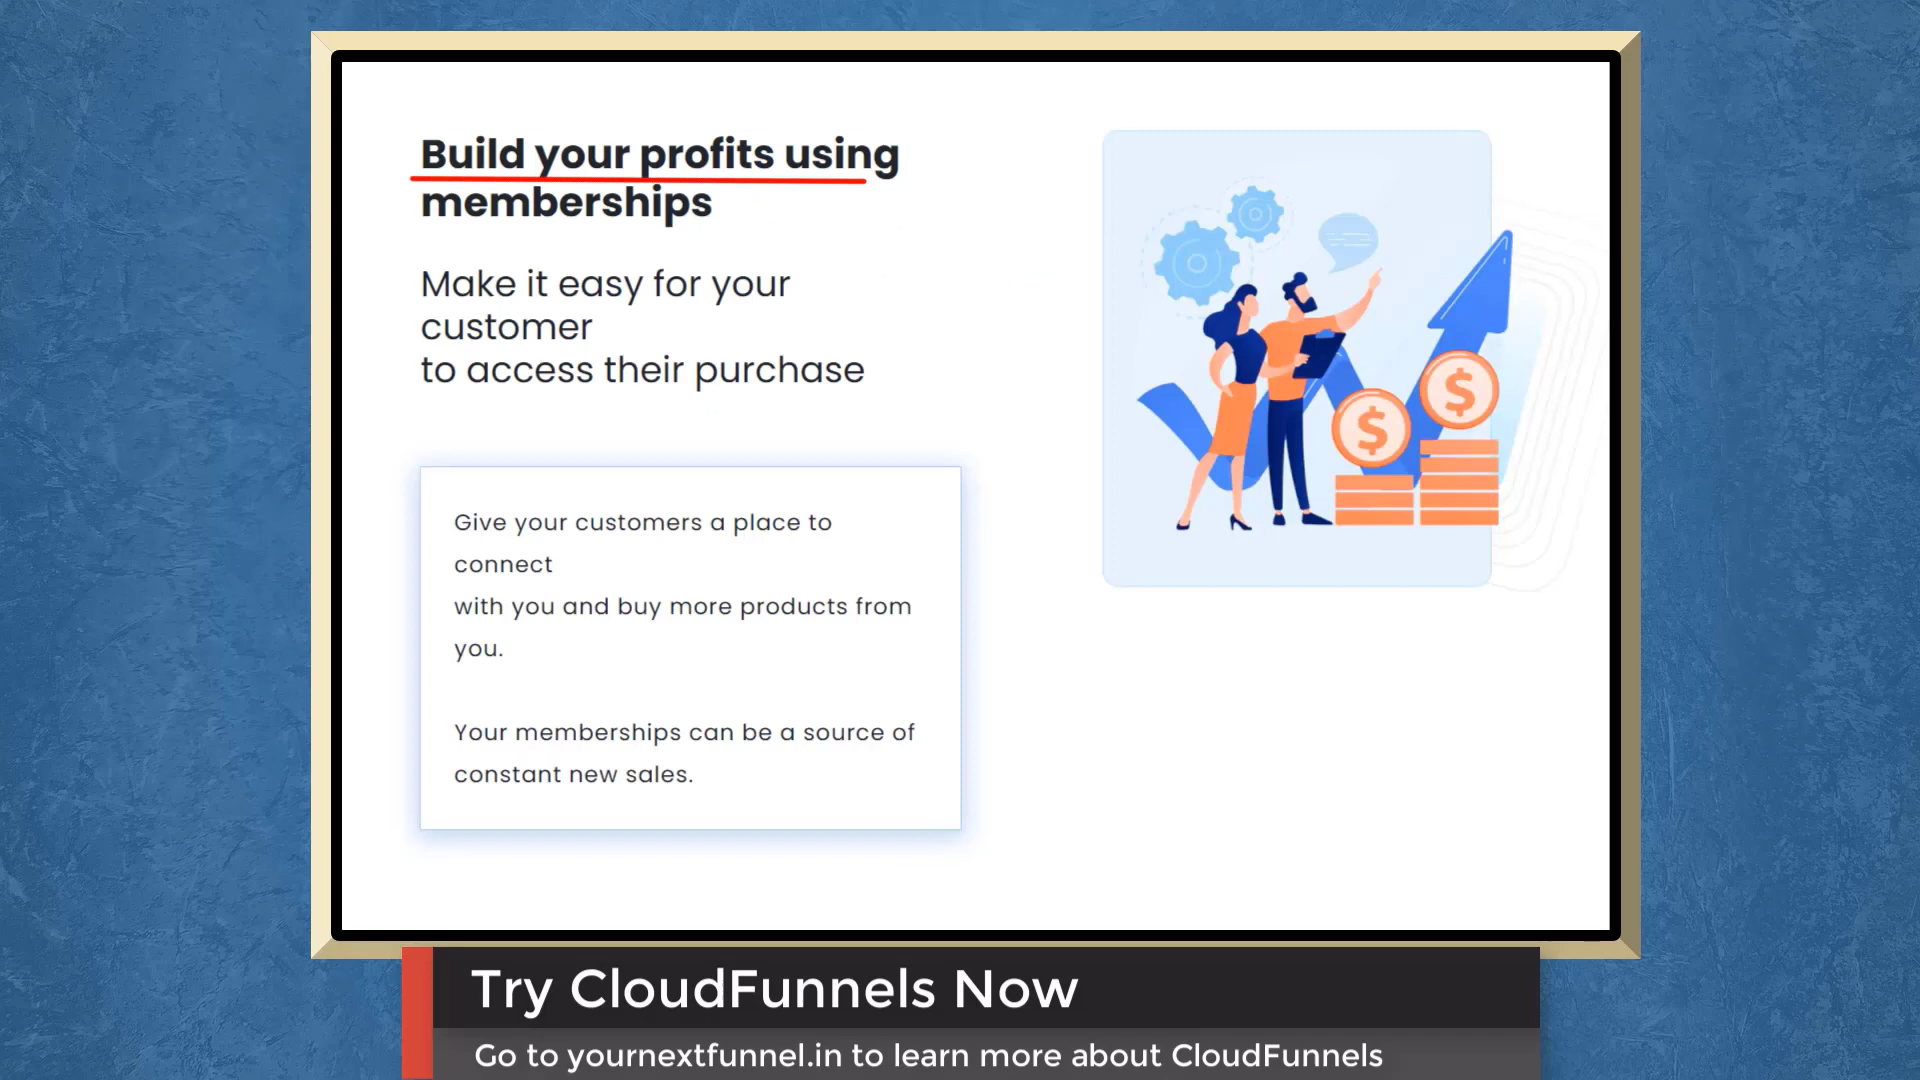 Build your profits using
memberships
Make it easy for your
customer
to access their purchase
Give your customers a place to
connect
with you and buy more products from
you.
Your memberships can be a source of
constant new sales.
$
$
Try CloudFunnels Now
Go to yournextfunnel.in to learn more about CloudFunnels